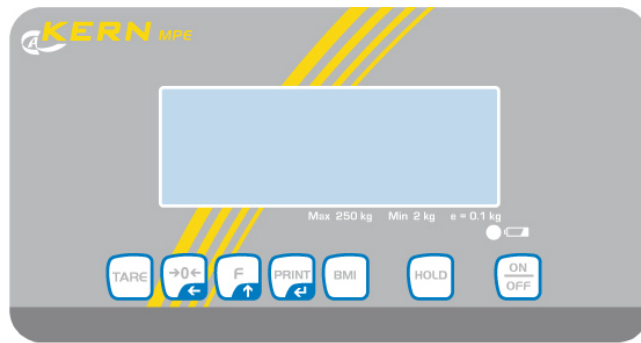 KERN MPE
Max 250 kg Min 2 kg e = 0.1 kg
TARE →0← F PRINT BMI HOLD ON
OFF